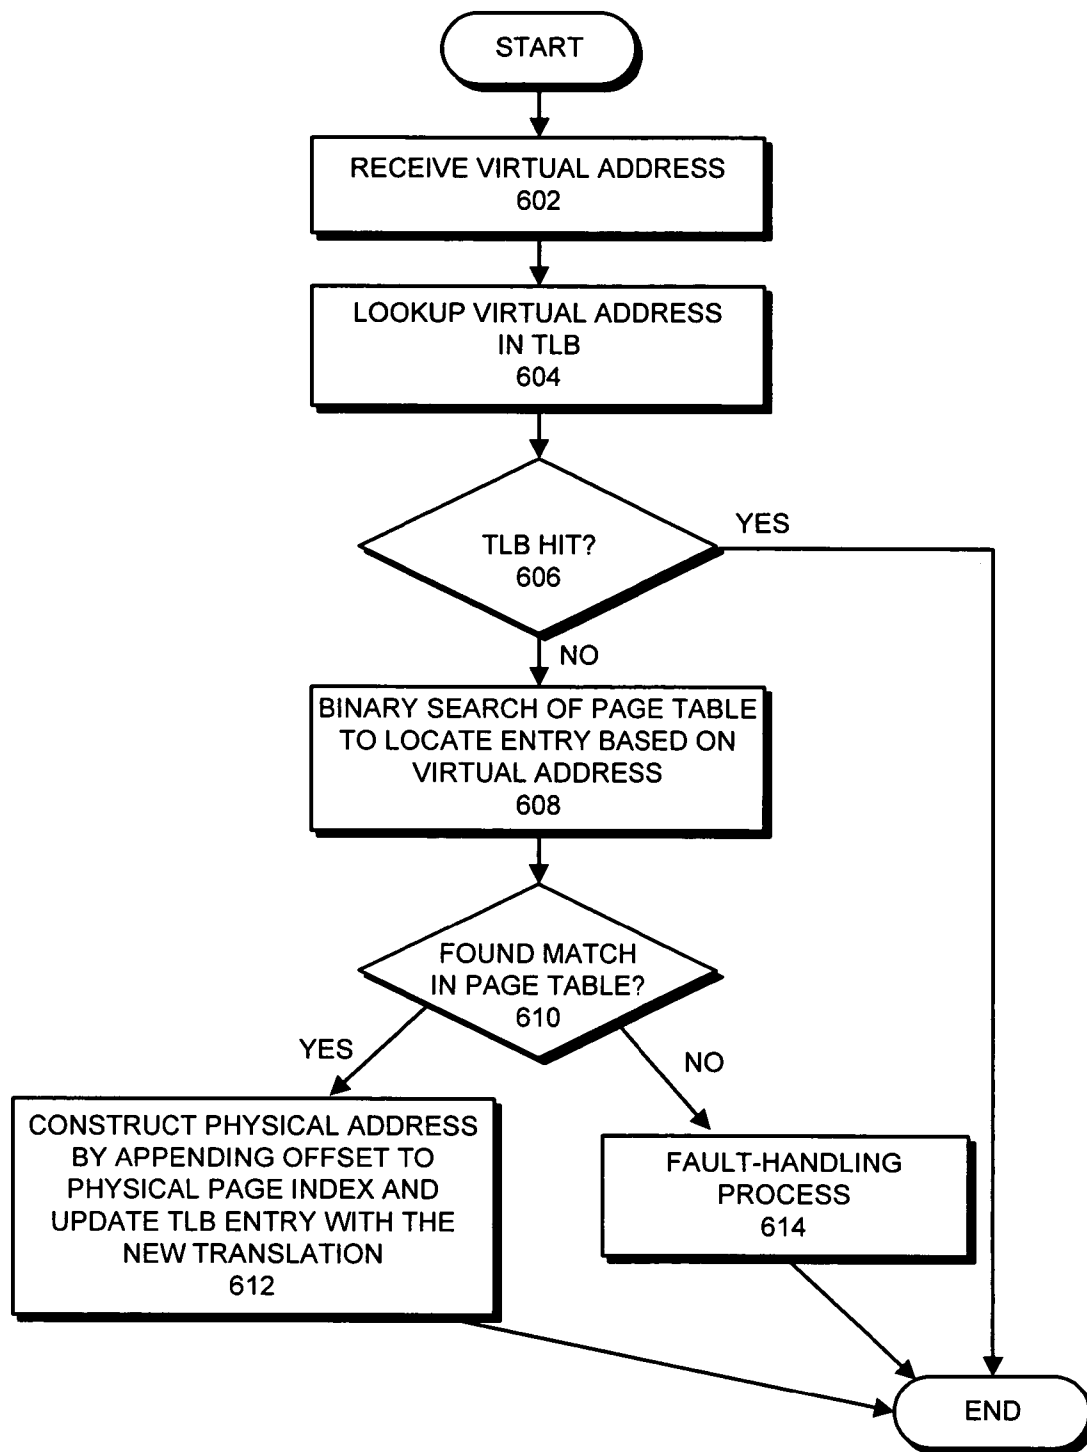 START
RECEIVE VIRTUAL ADDRESS
602
LOOKUP VIRTUAL ADDRESS
IN TLB
604
TLB HIT?
606
YES
NO
BINARY SEARCH OF PAGE TABLE
TO LOCATE ENTRY BASED ON
VIRTUAL ADDRESS
608
FOUND MATCH
IN PAGE TABLE?
610
YES
NO
CONSTRUCT PHYSICAL ADDRESS
BY APPENDING OFFSET TO
PHYSICAL PAGE INDEX AND
UPDATE TLB ENTRY WITH THE
NEW TRANSLATION
612
FAULT-HANDLING
PROCESS
614
END